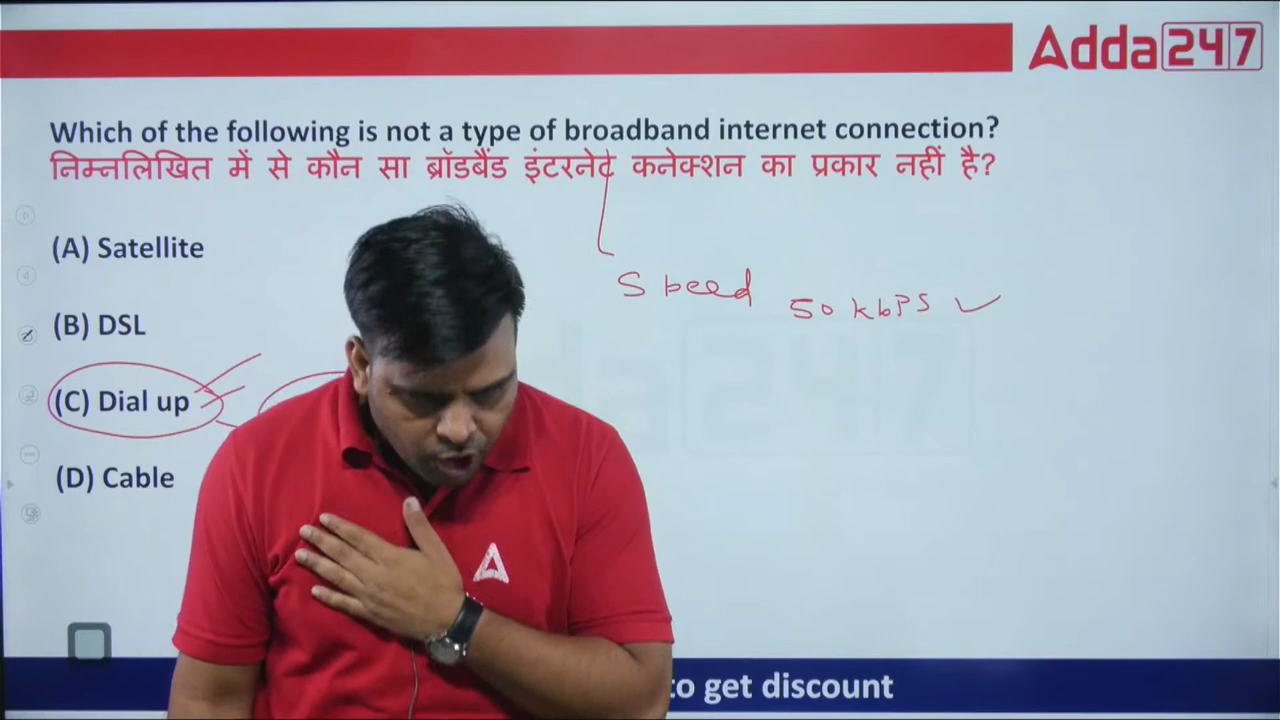 Adda247
Which of the following is not a type of broadband internet connection?
निम्नलिखित में से कौन सा ब्रॉडबैंड इंटरनेट कनेक्शन का प्रकार नहीं है?
(A) Satellite
Speed 50 kbps
(B) DSL
(C) Dial up
(D) Cable
to get discount